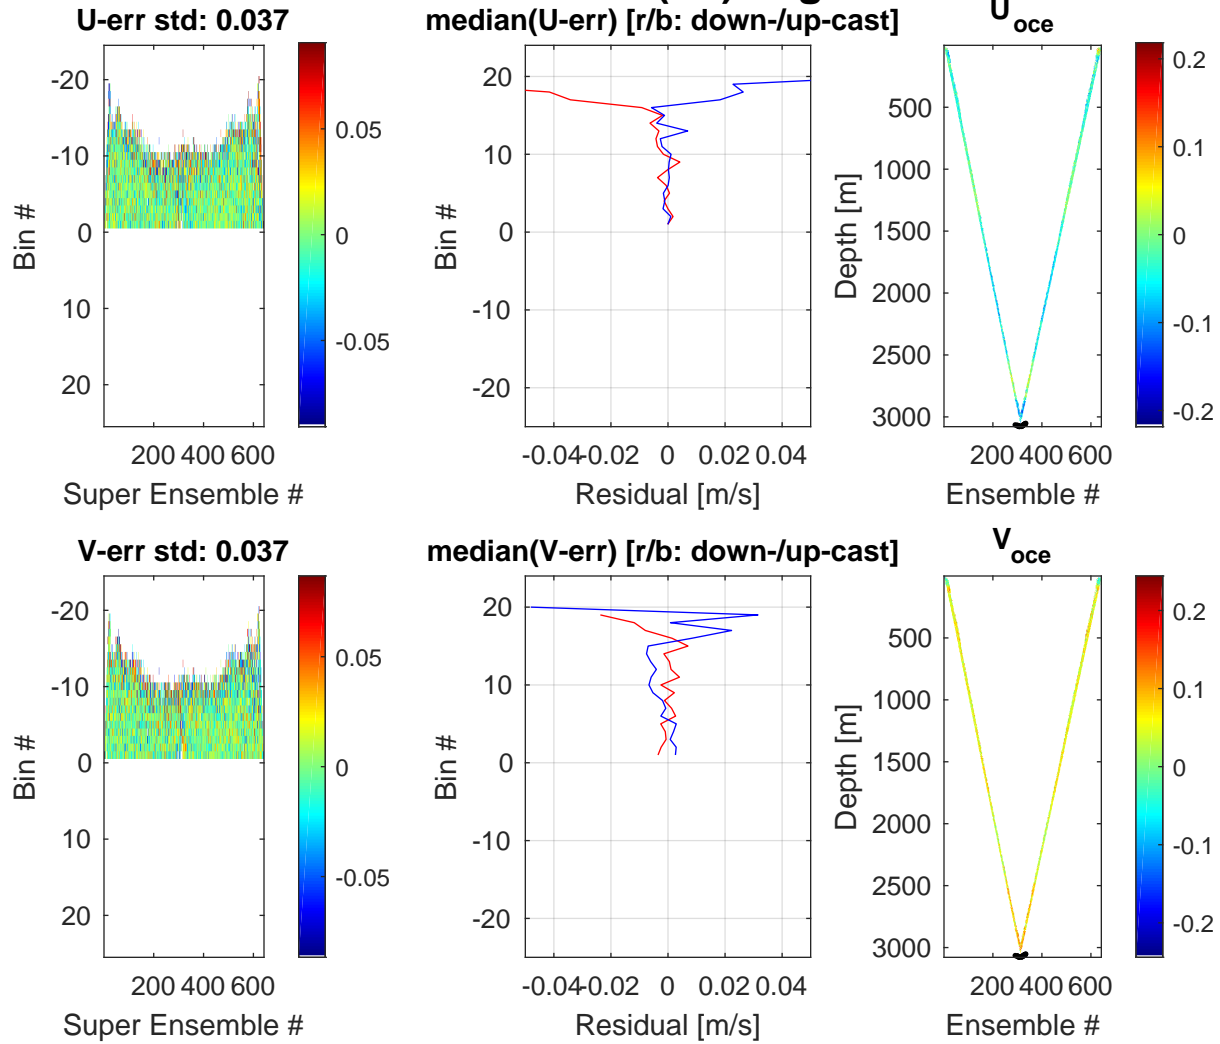 U-err std: 0.037
-20
-10
0
10
20
Bin #
200 400 600
Super Ensemble #
0.05
0
-0.05
median(U-err) [r/b: down-/up-cast]
20
10
0
-10
-20
Bin #
-0.04 -0.02 0 0.02 0.04
Residual [m/s]
U_oce
500
1000
1500
2000
2500
3000
Depth [m]
200 400 600
Ensemble #
0.2
0.1
0
-0.1
-0.2
V-err std: 0.037
-20
-10
0
10
20
Bin #
200 400 600
Super Ensemble #
0.05
0
-0.05
median(V-err) [r/b: down-/up-cast]
20
10
0
-10
-20
Bin #
-0.04 -0.02 0 0.02 0.04
Residual [m/s]
V_oce
500
1000
1500
2000
2500
3000
Depth [m]
200 400 600
Ensemble #
0.2
0.1
0
-0.1
-0.2